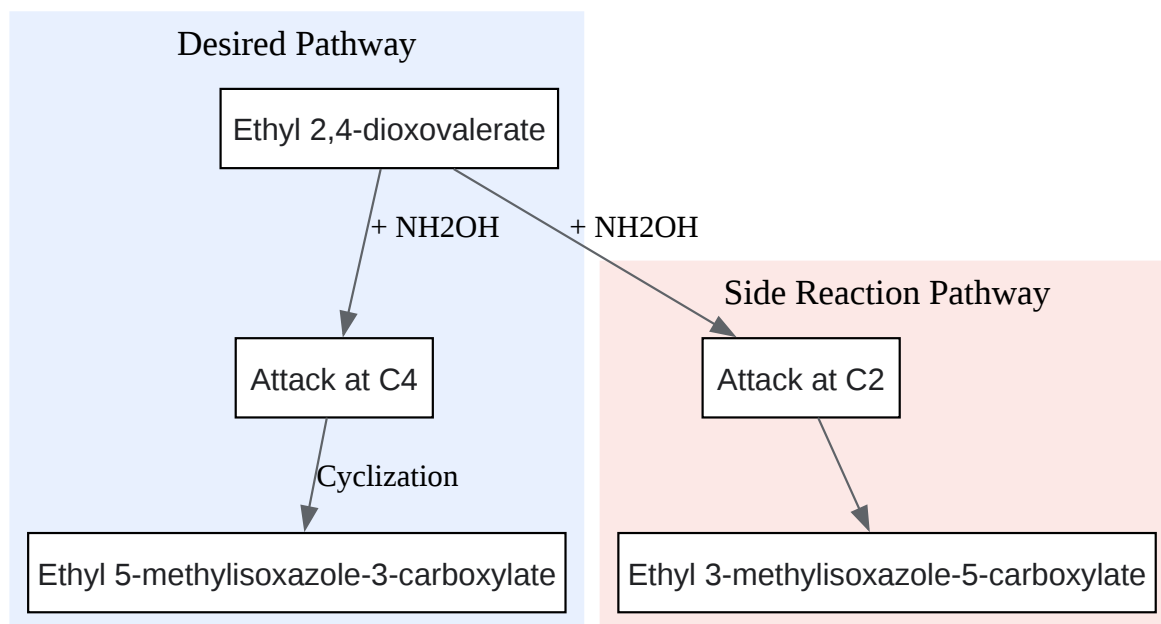 Desired Pathway
Ethyl 2,4-dioxovalerate
+ NH2OH
+ NH2OH
Side Reaction Pathway
Attack at C4
Attack at C2
Cyclization
Ethyl 5-methylisoxazole-3-carboxylate
Ethyl 3-methylisoxazole-5-carboxylate